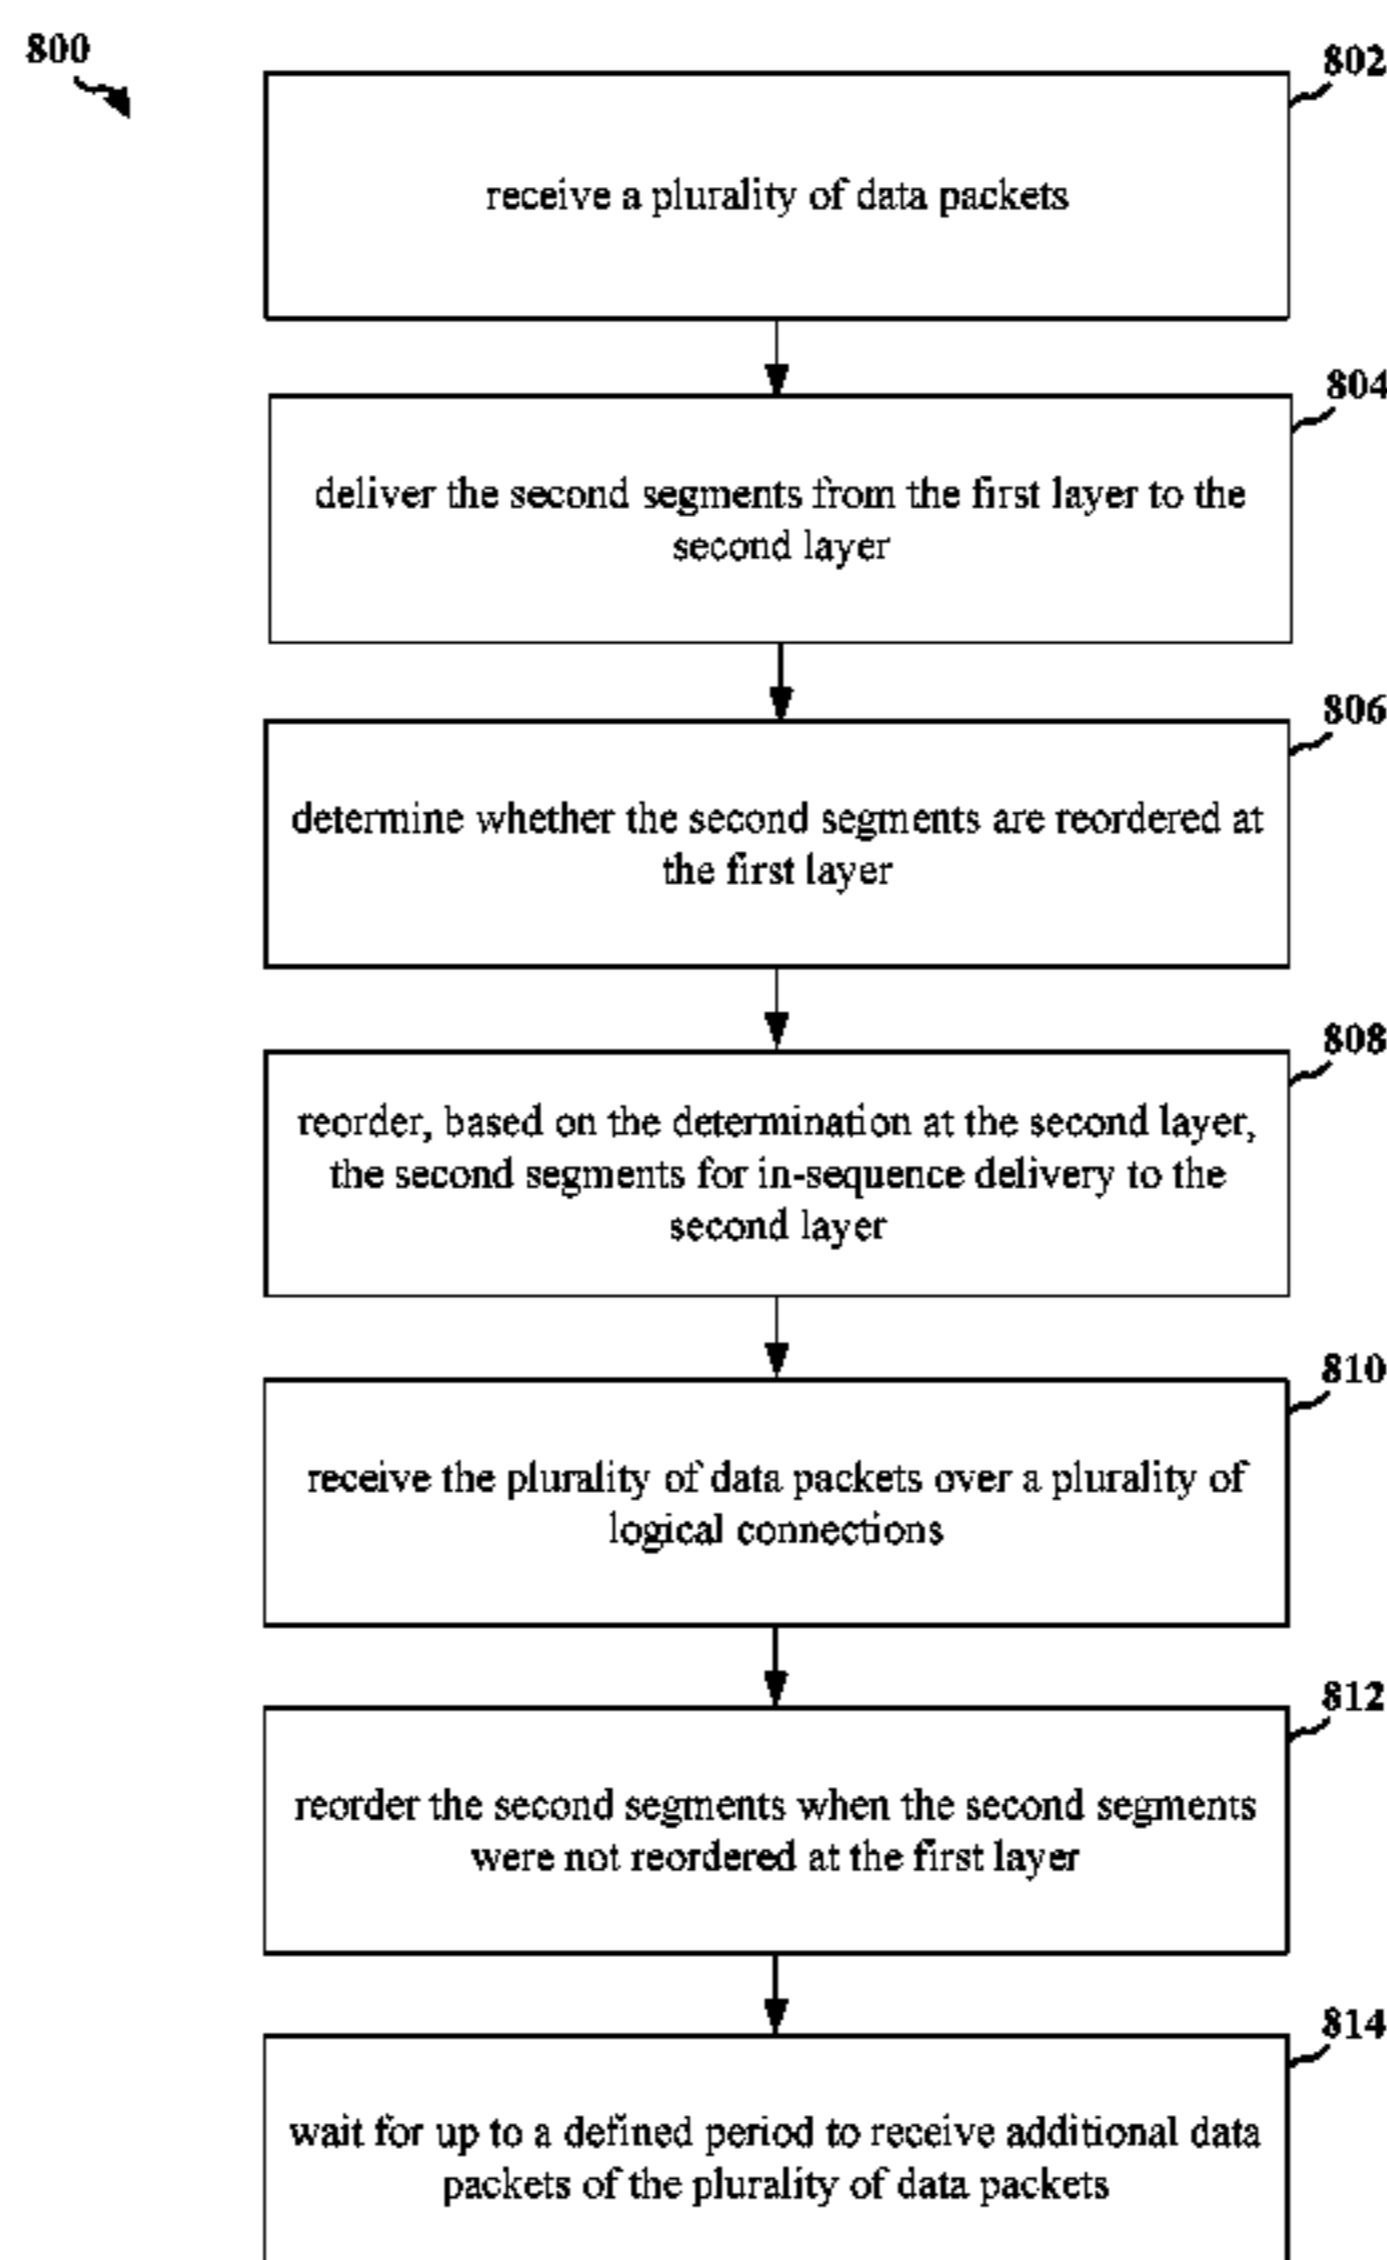 800
802
receive a plurality of data packets
804
deliver the second segments from the first layer to the
second layer
806
determine whether the second segments are reordered at
the first layer
808
reorder, based on the determination at the second layer,
the second segments for in-sequence delivery to the
second layer
810
receive the plurality of data packets over a plurality of
logical connections
812
reorder the second segments when the second segments
were not reordered at the first layer
814
wait for up to a defined period to receive additional data
packets of the plurality of data packets